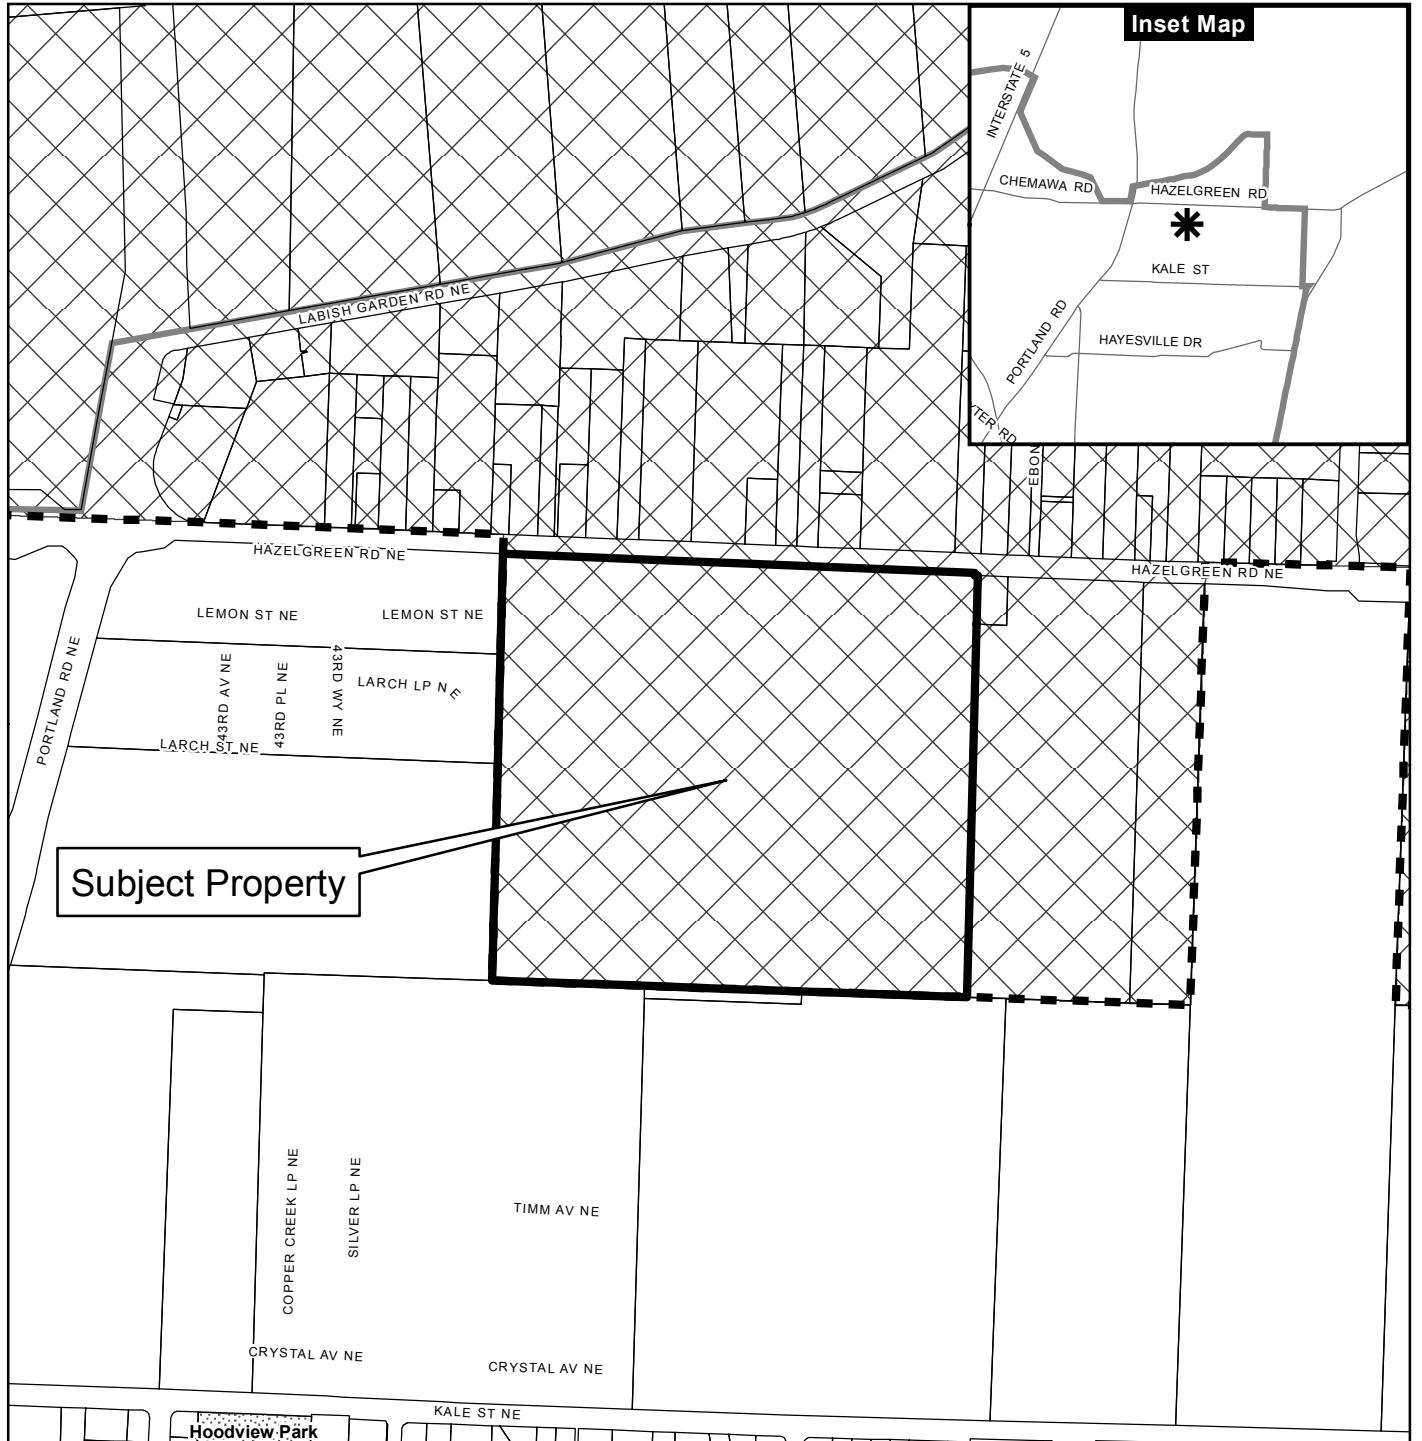 Inset Map
INTERSTATE 5
CHEMAWA RD
HAZELGREEN RD
KALE ST
PORTLAND RD
HAYESVILLE DR
RD
LABISH GARDEN RD NE
EBON
HAZELGREEN RD NE
HAZELGREEN RD NE
LEMON ST NE
LEMON ST NE
PORTLAND RD NE
43RD AV NE
43RD PL NE
43RD WY NE
LARCH LP NE
LARCH ST NE
Subject Property
COPPER CREEK LP NE
SILVER LP NE
TIMM AV NE
CRYSTAL AV NE
CRYSTAL AV NE
KALE ST NE
Hoodview Park